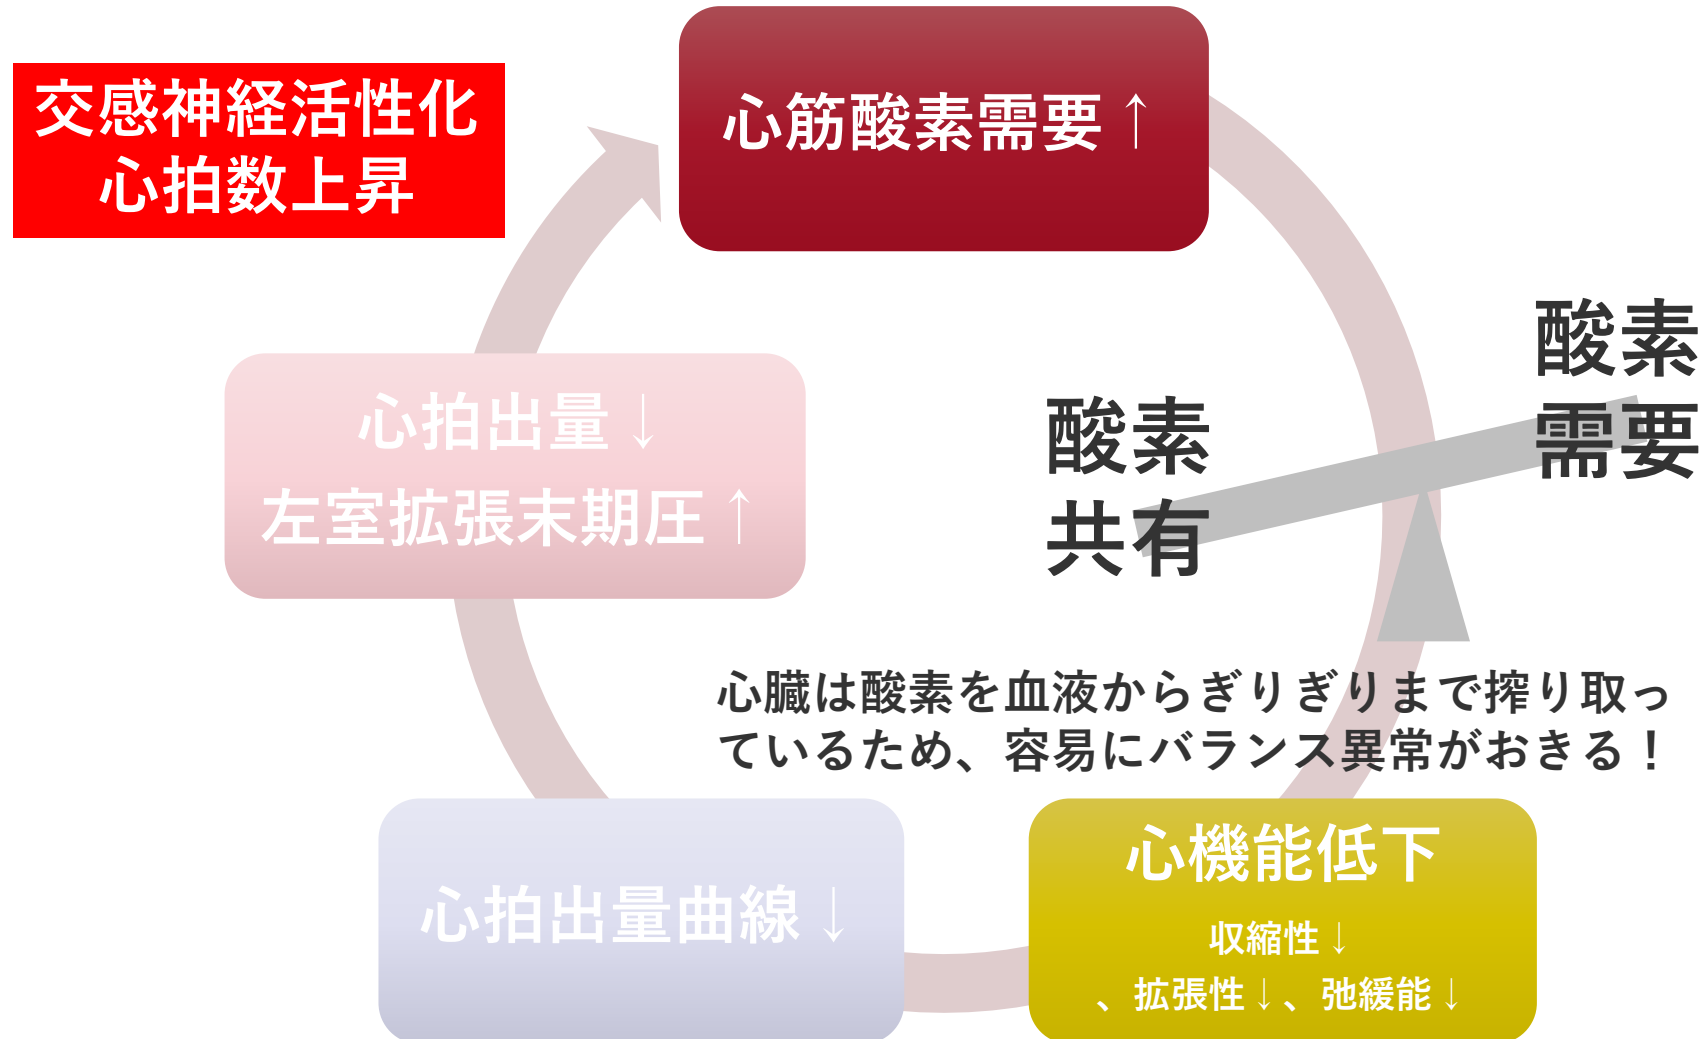 交感神経活性化
心拍数上昇
心筋酸素需要↑
酸素
需要
酸素
共有
心拍出量↓
左室拡張末期圧↑
心臓は酸素を血液からぎりぎりまで搾り取っ
ているため、容易にバランス異常がおきる！
心拍出量曲線↓
心機能低下
収縮性↓
、拡張性↓、弛緩能↓